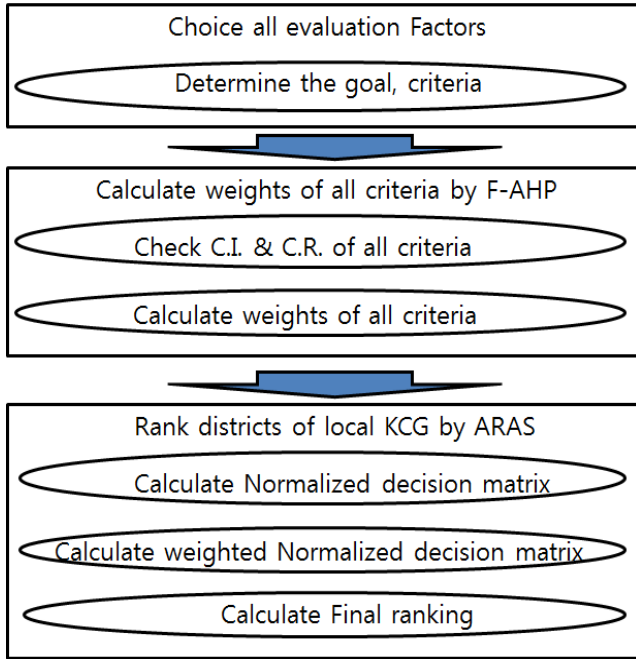 Choice all evaluation Factors
Determine the goal, criteria
Calculate weights of all criteria by F-AHP
Check C.I. & C.R. of all criteria
Calculate weights of all criteria
Rank districts of local KCG by ARAS
Calculate Normalized decision matrix
Calculate weighted Normalized decision matrix
Calculate Final ranking